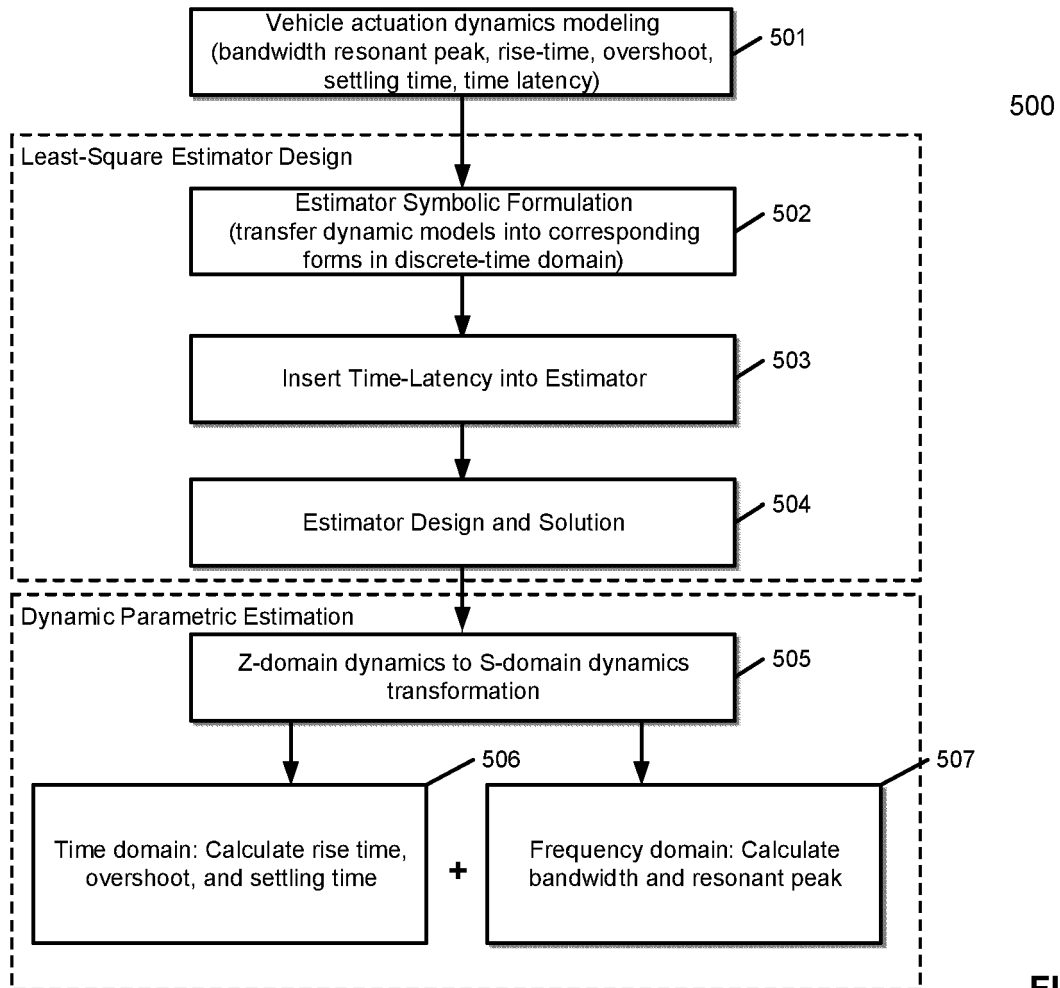 Vehicle actuation dynamics modeling
(bandwidth resonant peak, rise-time, overshoot,
settling time, time latency)
501
500
Least-Square Estimator Design
Estimator Symbolic Formulation
(transfer dynamic models into corresponding
forms in discrete-time domain)
502
Insert Time-Latency into Estimator
503
Estimator Design and Solution
504
Dynamic Parametric Estimation
Z-domain dynamics to S-domain dynamics
transformation
505
506
507
Time domain: Calculate rise time,
overshoot, and settling time
+
Frequency domain: Calculate
bandwidth and resonant peak